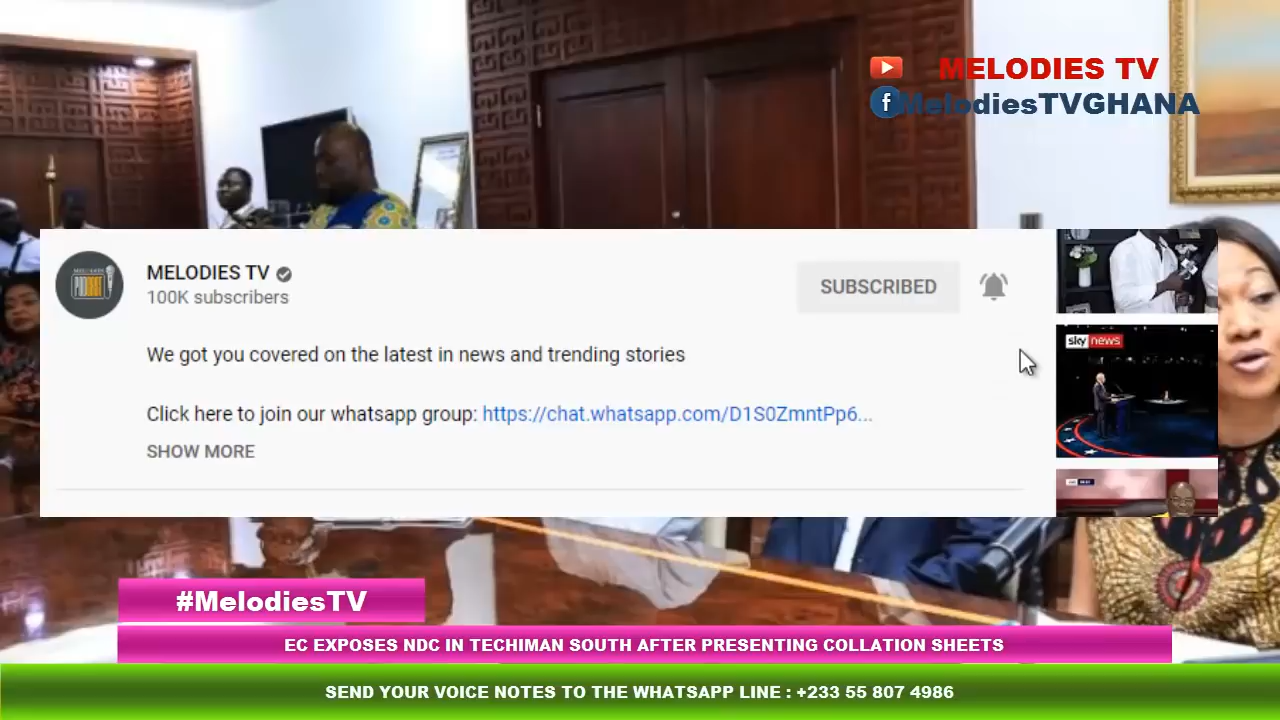 MELODIES TV
MelodiesTVGHANA
MELODIES TV
100K subscribers
SUBSCRIBED
We got you covered on the latest in news and trending stories
Click here to join our whatsapp group: https://chat.whatsapp.com/D1S0ZmntPp6...
SHOW MORE
sky news
#MelodiesTV
EC EXPOSES NDC IN TECHIMAN SOUTH AFTER PRESENTING COLLATION SHEETS
SEND YOUR VOICE NOTES TO THE WHATSAPP LINE : +233 55 807 4986